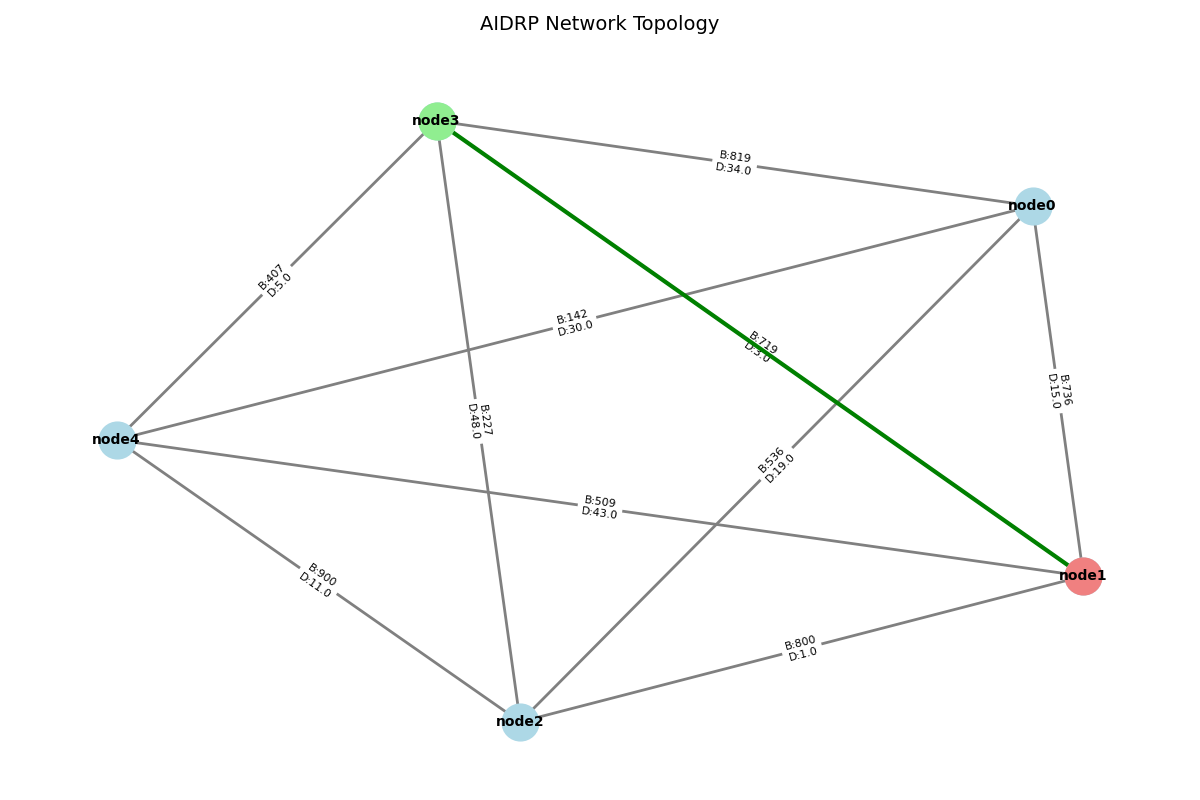 AIDRP Network Topology
node3
B:819
D:34.0
node0
B:407
D:5.0
B:142
D:30.0
B:719
D:3.0
B:736
D:15.0
B:227
D:48.0
node4
B:536
D:19.0
B:509
D:43.0
B:900
D:11.0
node1
B:800
D:1.0
node2